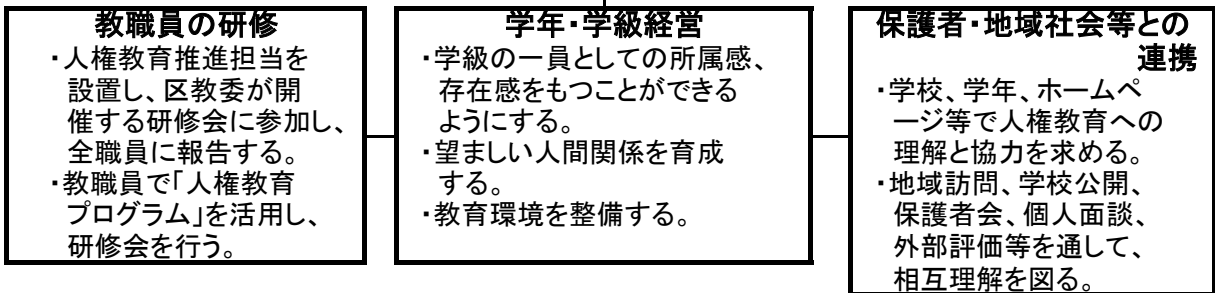 教職員の研修
・人権教育推進担当を
設置し、区教委が開
催する研修会に参加し、
全職員に報告する。
・教職員で「人権教育
プログラム」を活用し、
研修会を行う。
学年・学級経営
・学級の一員としての所属感、
存在感をもつことができる
ようにする。
・望ましい人間関係を育成
する。
・教育環境を整備する。
保護者・地域社会等との
連携
・学校、学年、ホームペ
ージ等で人権教育への
理解と協力を求める。
・地域訪問、学校公開、
保護者会、個人面談、
外部評価等を通して、
相互理解を図る。